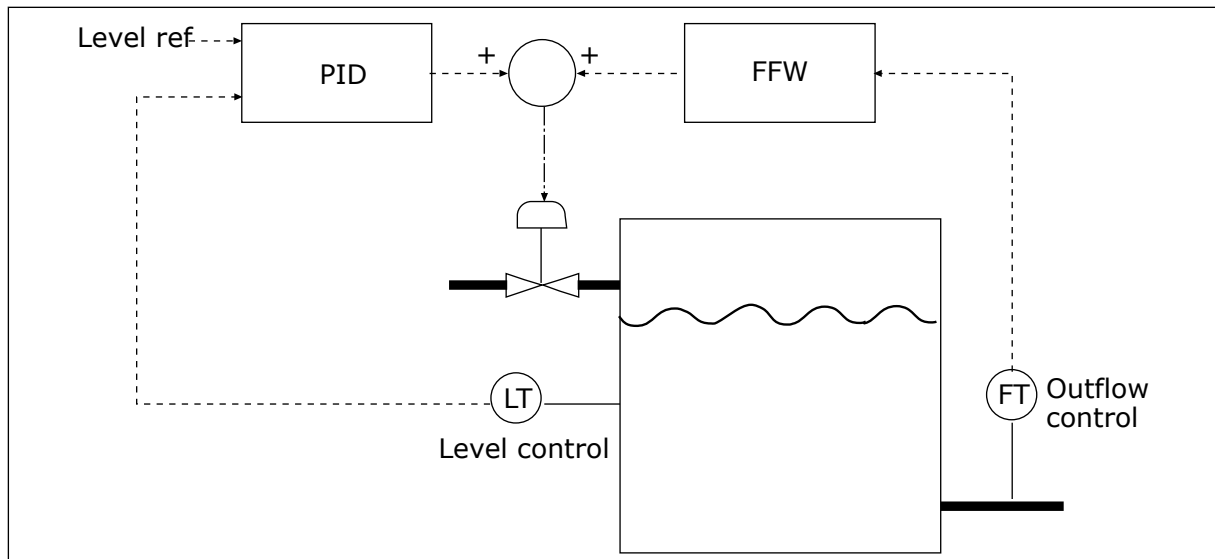 Level ref
PID
+
+
FFW
LT
Level control
FT
Outflow
control